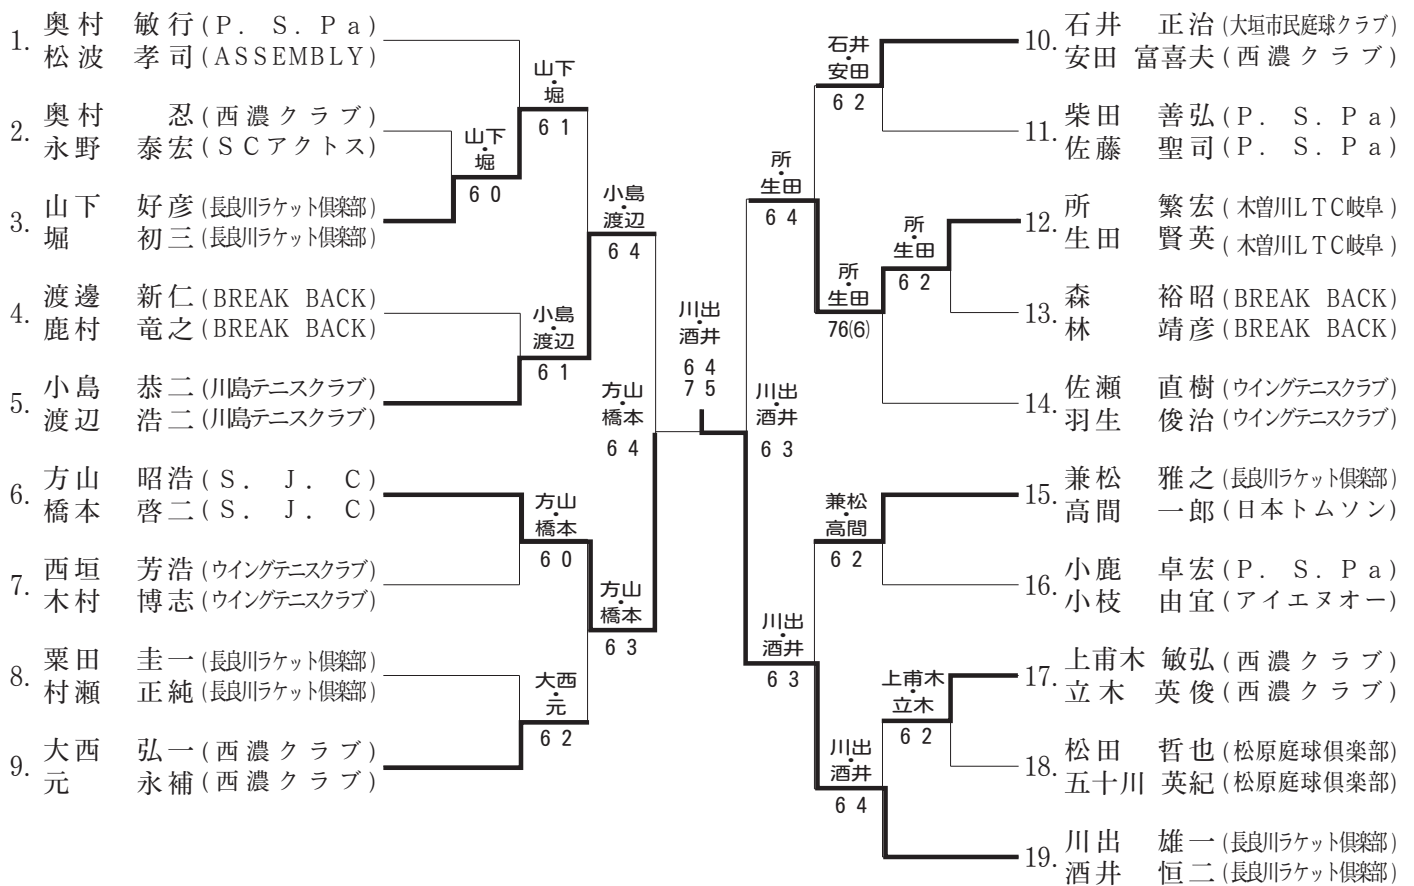 1. 奥村 敏行(P. S. Pa)
松波 孝司(ASSEMBLY)
2. 奥村 忍(西濃クラブ)
永野 泰宏(SCアクトス)
3. 山下 好彦(長良川ラケット倶楽部)
堀 初三(長良川ラケット倶楽部)
4. 渡邊 新仁(BREAK BACK)
鹿村 竜之(BREAK BACK)
5. 小島 恭二(川島テニスクラブ)
渡辺 浩二(川島テニスクラブ)
6. 方山 昭浩(S. J. C)
橋本 啓二(S. J. C)
7. 西垣 芳浩(ウイングテニスクラブ)
木村 博志(ウイングテニスクラブ)
8. 粟田 圭一(長良川ラケット倶楽部)
村瀬 正純(長良川ラケット倶楽部)
9. 大西 弘一(西濃クラブ)
元 永補(西濃クラブ)
山下・堀
6 0
山下・堀
6 1
小島・渡辺
6 1
小島・渡辺
6 4
方山・橋本
6 0
大西・元
6 2
方山・橋本
6 3
方山・橋本
6 4
川出・酒井
6 4
7 5
川出・酒井
6 3
所・生田
6 4
石井・安田
6 2
所・生田
76(6)
所・生田
6 2
兼松・高間
6 2
川出・酒井
6 3
上甫木・立木
6 2
川出・酒井
6 4
10. 石井 正治(大垣市民庭球クラブ)
安田 富喜夫(西濃クラブ)
11. 柴田 善弘(P. S. Pa)
佐藤 聖司(P. S. Pa)
12. 所 繁宏(木曽川LTC岐阜)
生田 賢英(木曽川LTC岐阜)
13. 森 裕昭(BREAK BACK)
林 靖彦(BREAK BACK)
14. 佐瀬 直樹(ウイングテニスクラブ)
羽生 俊治(ウイングテニスクラブ)
15. 兼松 雅之(長良川ラケット倶楽部)
高間 一郎(日本トムソン)
16. 小鹿 卓宏(P. S. Pa)
小枝 由宜(アイエヌオー)
17. 上甫木 敏弘(西濃クラブ)
立木 英俊(西濃クラブ)
18. 松田 哲也(松原庭球倶楽部)
五十川 英紀(松原庭球倶楽部)
19. 川出 雄一(長良川ラケット倶楽部)
酒井 恒二(長良川ラケット倶楽部)